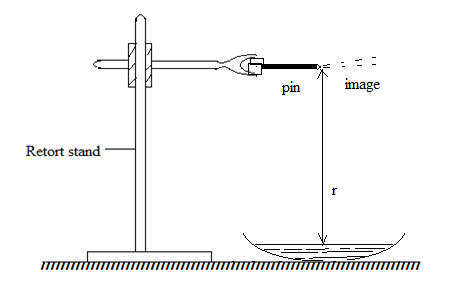 pin
image
Retort stand
r